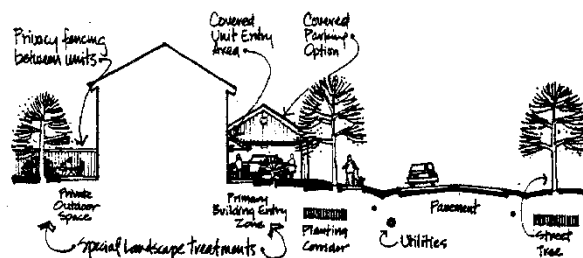 Privacy fencing
between units
Covered
Unit Entry
Area
Covered
Parking
Option
Private
Outdoor
Space
Primary
Building Entry
Zone
Planting
Corridor
Pavement
Utilities
Street
Tree
Special Landscape Treatments